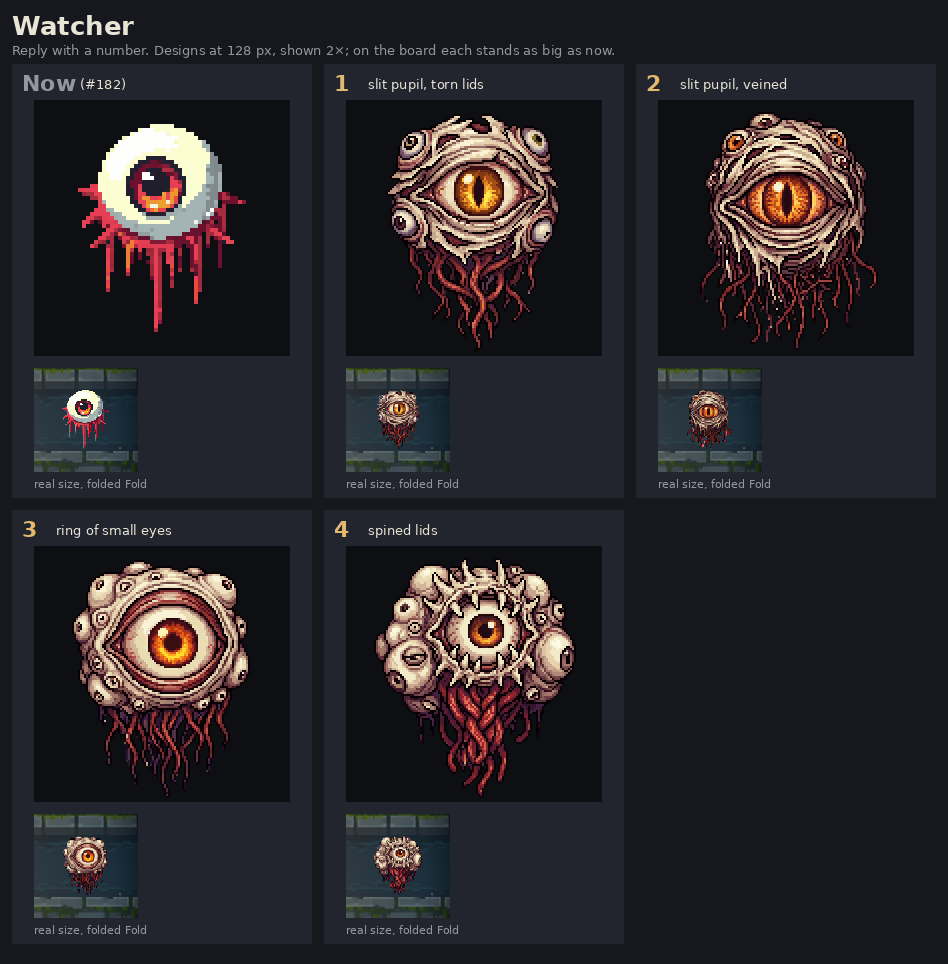 Watcher
Reply with a number. Designs at 128 px, shown 2×; on the board each stands as big as now.
Now (#182)
1 slit pupil, torn lids
2 slit pupil, veined
real size, folded Fold
real size, folded Fold
real size, folded Fold
3 ring of small eyes
4 spined lids
real size, folded Fold
real size, folded Fold